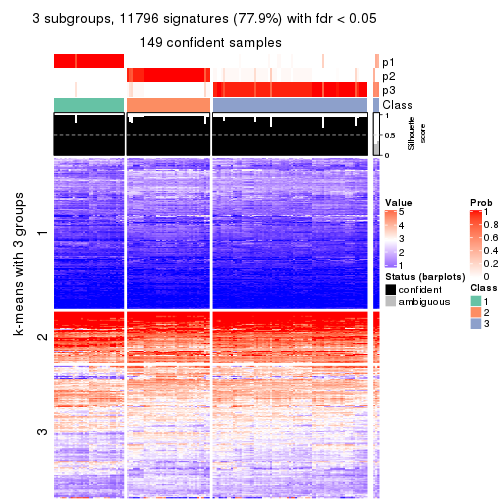 3 subgroups, 11796 signatures (77.9%) with fdr < 0.05
149 confident samples
p1
p2
p3
Class
1
0.5
0
Silhouette
score
k-means with 3 groups
1
2
3
Value
5
4
3
2
1
Status (barplots)
confident
ambiguous
Prob
1
0.8
0.6
0.4
0.2
0
Class
1
2
3